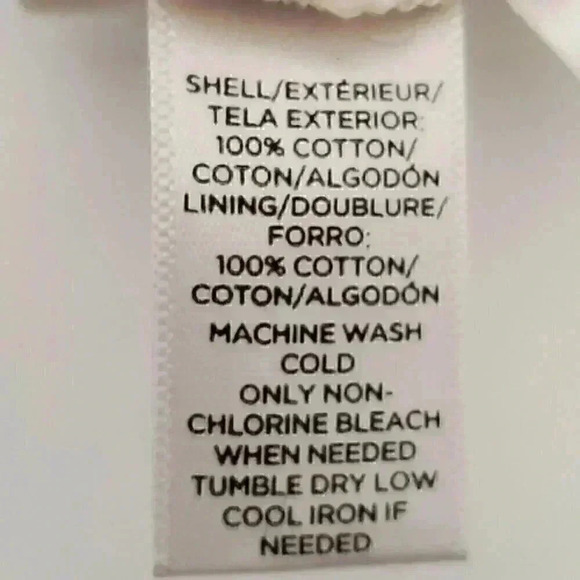 SHELL/EXTÉRIEUR/
TELA EXTERIOR:
100% COTTON/
COTON/ALGODÓN
LINING/DOUBLURE/
FORRO:
100% COTTON/
COTON/ALGODÓN
MACHINE WASH
COLD
ONLY NON-
CHLORINE BLEACH
WHEN NEEDED
TUMBLE DRY LOW
COOL IRON IF
NEEDED